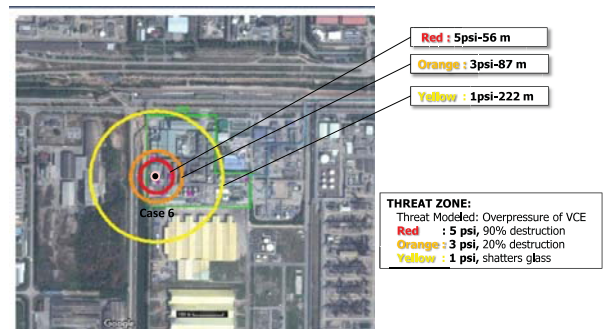 Red : 5psi-56 m
Orange : 3psi-87 m
Yellow : 1psi-222 m
Case 6
THREAT ZONE:
Threat Modeled: Overpressure of VCE
Red : 5 psi, 90% destruction
Orange : 3 psi, 20% destruction
Yellow : 1 psi, shatters glass
Google